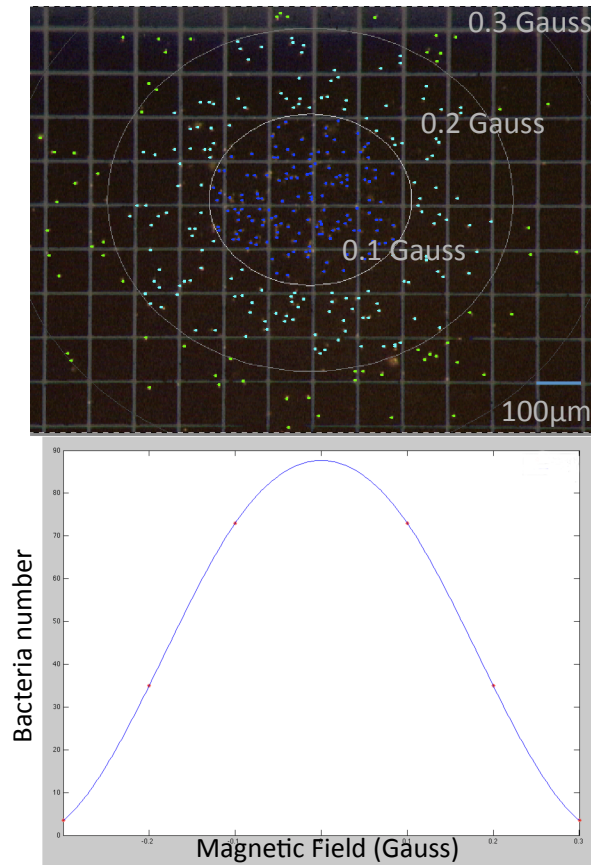 0.3 Gauss
0.2 Gauss
0.1 Gauss
100µm
90
80
70
60
50
40
30
20
10
0
Bacteria number
-0.2
-0.1
0
0.1
0.2
0.3
Magnetic Field (Gauss)